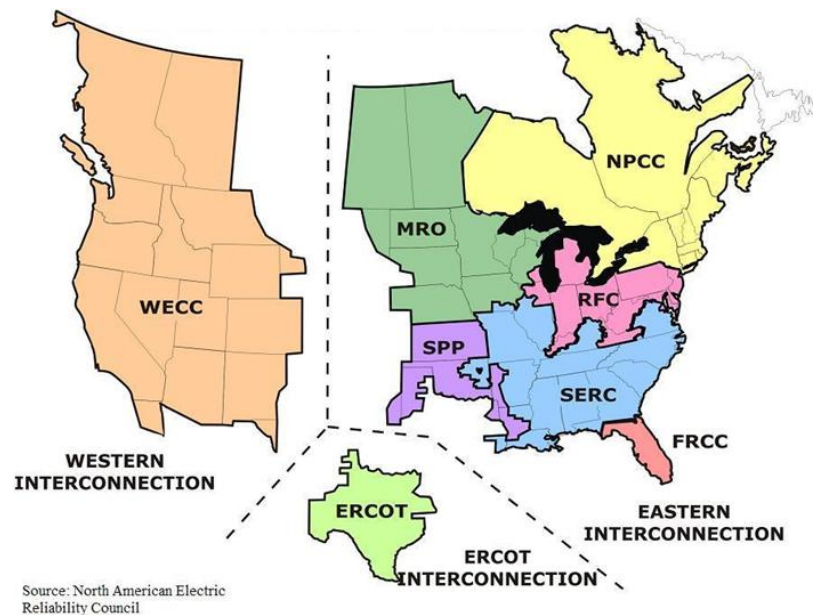 NPCC
MRO
RFC
WECC
SPP
SERC
FRCC
WESTERN
INTERCONNECTION
ERCOT
EASTERN
INTERCONNECTION
ERCOT
INTERCONNECTION
Source: North American Electric
Reliability Council